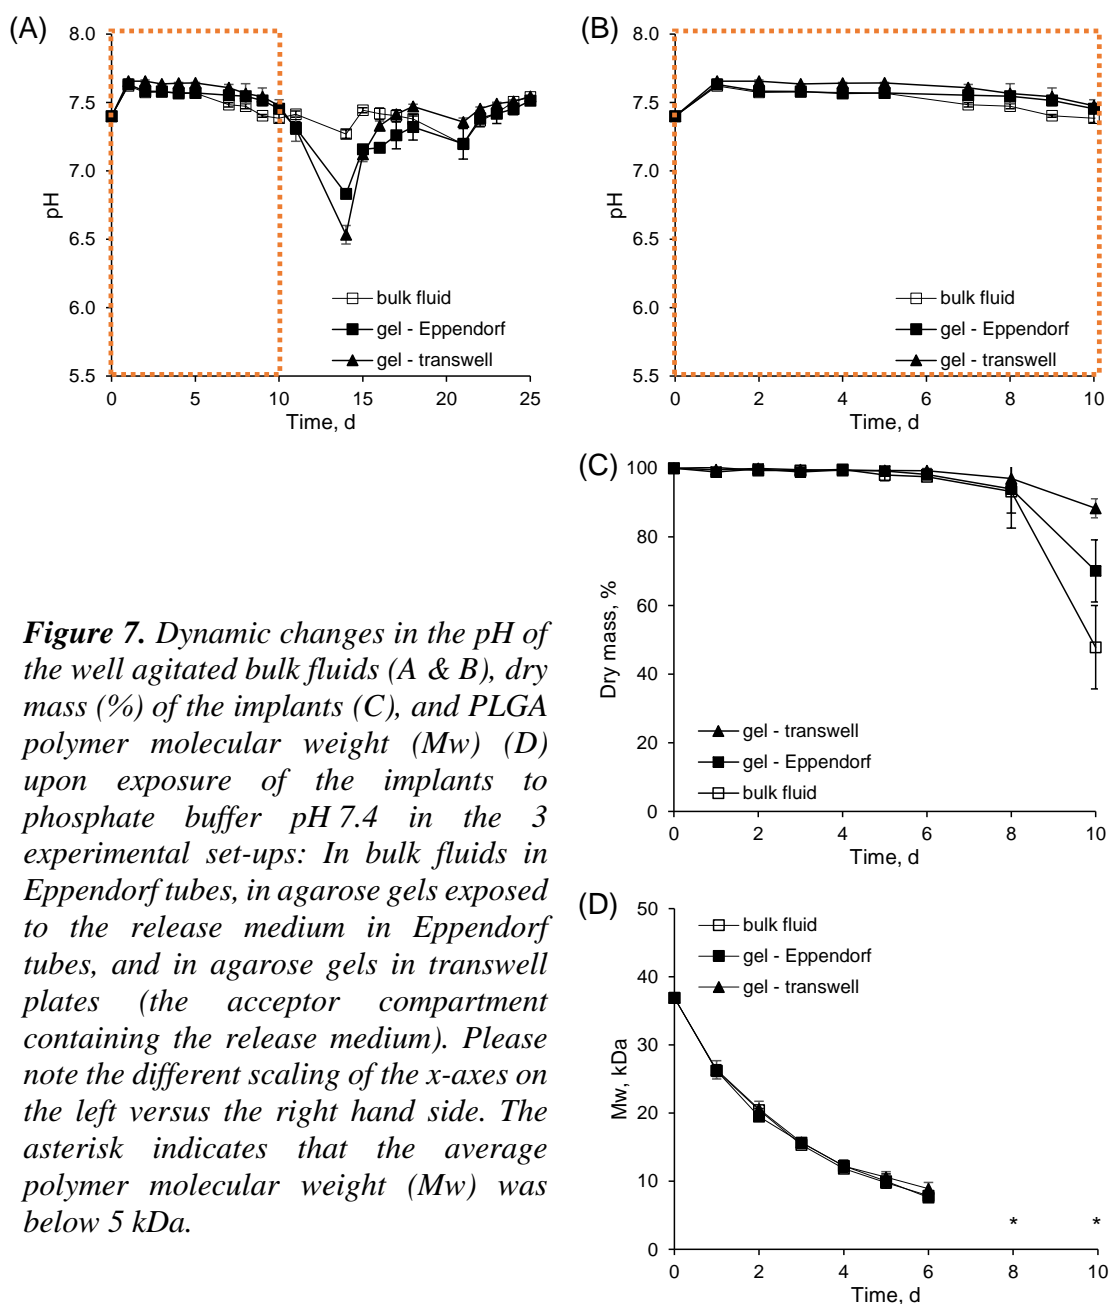 (A)
8.0
7.5
7.0
6.5
6.0
5.5
pH
0
5
10
15
20
25
Time, d
bulk fluid
gel - Eppendorf
gel - transwell
(B)
8.0
7.5
7.0
6.5
6.0
5.5
pH
0
2
4
6
8
10
Time, d
bulk fluid
gel - Eppendorf
gel - transwell
(C)
100
80
60
40
20
0
Dry mass, %
gel - transwell
gel - Eppendorf
bulk fluid
0
2
4
6
8
10
Time, d
Figure 7. Dynamic changes in the pH of
the well agitated bulk fluids (A & B), dry
mass (%) of the implants (C), and PLGA
polymer molecular weight (Mw) (D)
upon exposure of the implants to
phosphate buffer pH 7.4 in the 3
experimental set-ups: In bulk fluids in
Eppendorf tubes, in agarose gels exposed
to the release medium in Eppendorf
tubes, and in agarose gels in transwell
plates (the acceptor compartment
containing the release medium). Please
note the different scaling of the x-axes on
the left versus the right hand side. The
asterisk indicates that the average
polymer molecular weight (Mw) was
below 5 kDa.
(D)
50
40
30
20
10
0
Mw, kDa
bulk fluid
gel - Eppendorf
gel - transwell
*
*
0
2
4
6
8
10
Time, d